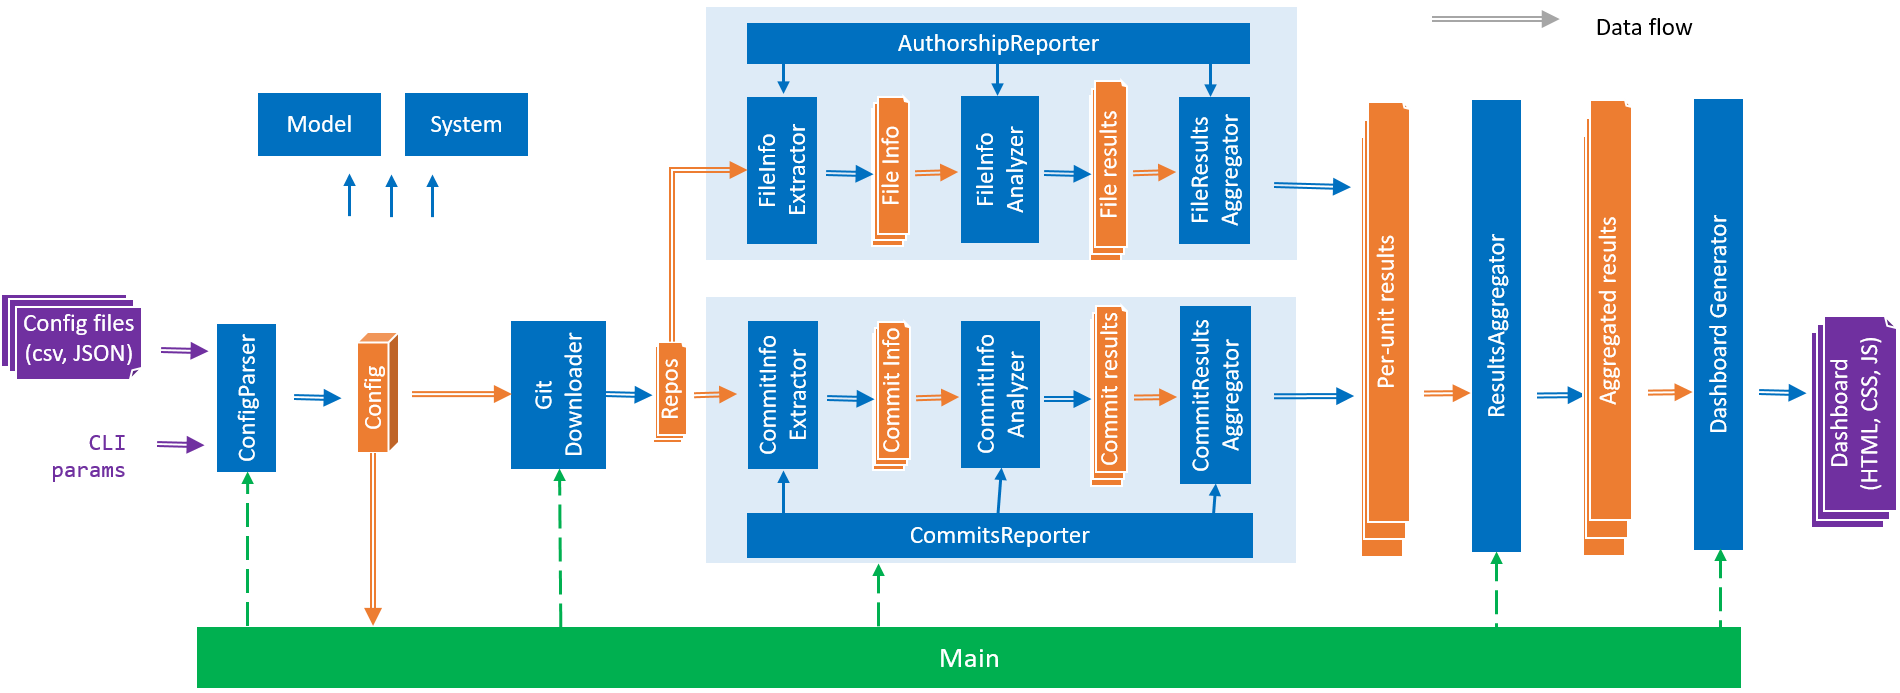 Data flow
AuthorshipReporter
Model
System
FileInfo
Extractor
File Info
FileInfo
Analyzer
File results
FileResults
Aggregator
Config files
(csv, JSON)
CLI
params
ConfigParser
Config
Git
Downloader
Repos
CommitInfo
Extractor
Commit Info
CommitInfo
Analyzer
Commit results
CommitResults
Aggregator
CommitsReporter
Per-unit results
ResultsAggregator
Aggregated results
Dashboard Generator
Dashboard
(HTML, CSS, JS)
Main